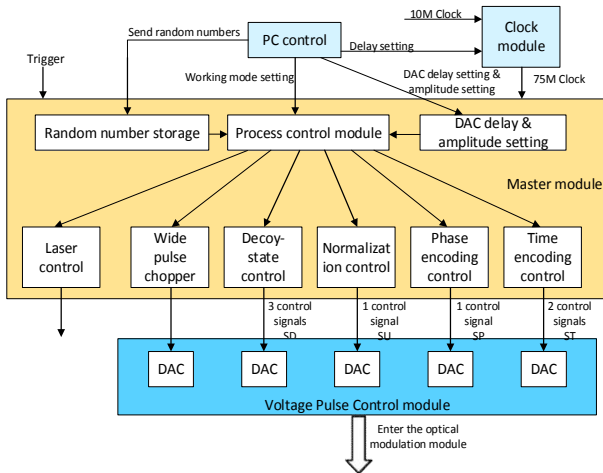 10M Clock
Send random numbers
PC control
Clock
module
Delay setting
Trigger
Working mode setting
DAC delay setting &
amplitude setting
75M Clock
Random number storage
Process control module
DAC delay &
amplitude setting
Master module
Laser
control
Wide
pulse
chopper
Decoy-
state
control
Normalizat
ion control
Phase
encoding
control
Time
encoding
control
3 control
signals
SD
1 control
signal
SU
1 control
signal
SP
2 control
signals
ST
DAC
DAC
DAC
DAC
DAC
Voltage Pulse Control module
Enter the optical
modulation module